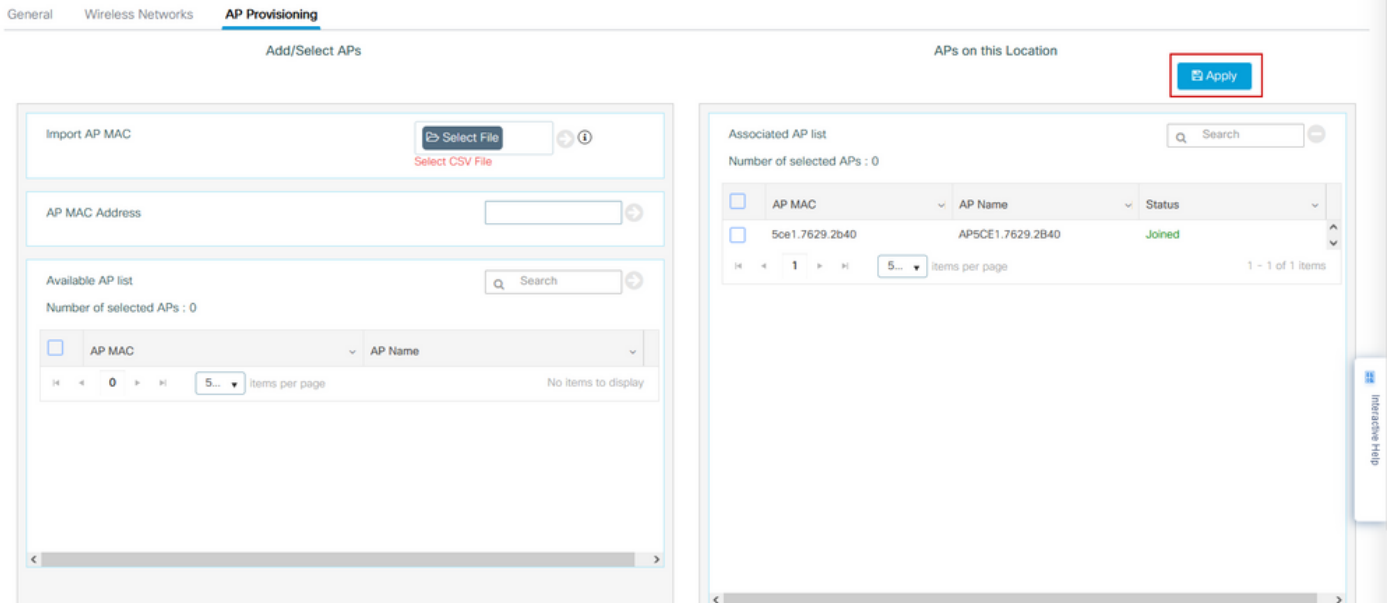 General Wireless Networks AP Provisioning
Add/Select APs
APs on this Location
Apply
Import AP MAC
Select File
Select CSV File
AP MAC Address
Available AP list
Search
Number of selected APs : 0
AP MAC AP Name
0 5... items per page No items to display
Associated AP list
Search
Number of selected APs : 0
AP MAC AP Name Status
5ce1.7629.2b40 AP5CE1.7629.2B40 Joined
1 5... items per page 1 - 1 of 1 items
Interactive Help